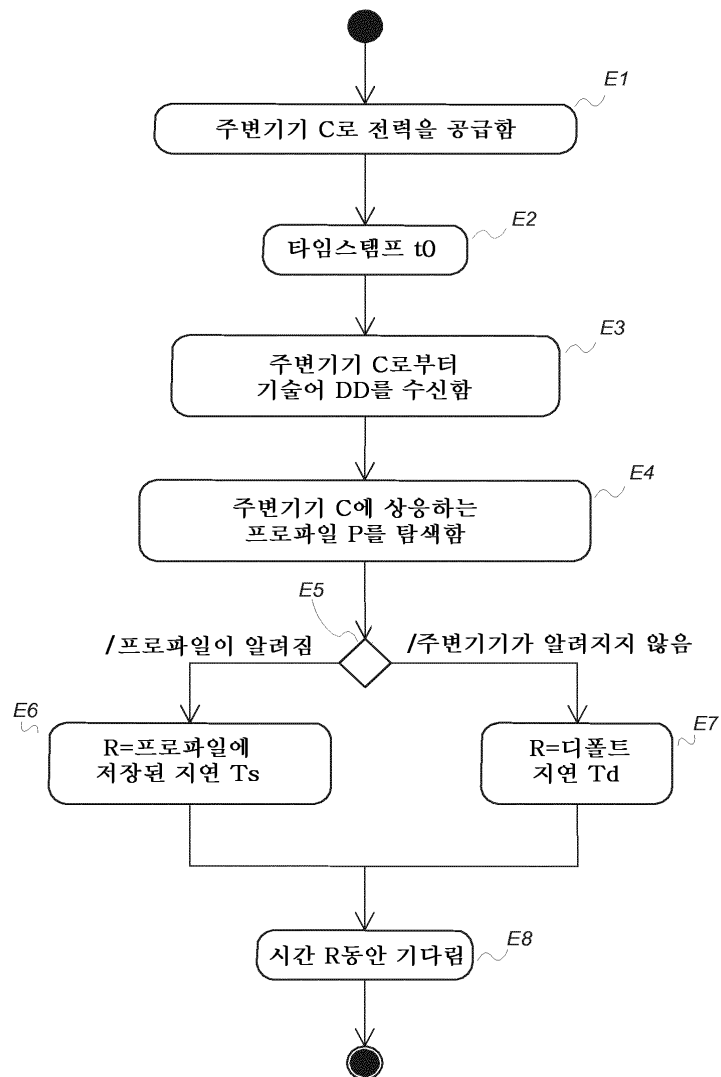 E1
주변기기 C로 전력을 공급함
E2
타임스탬프 t0
E3
주변기기 C로부터
기술어 DD를 수신함
E4
주변기기 C에 상응하는
프로파일 P를 탐색함
E5
/프로파일이 알려짐
/주변기기가 알려지지 않음
E6
R=프로파일에
저장된 지연 Ts
E7
R=디폴트
지연 Td
E8
시간 R동안 기다림